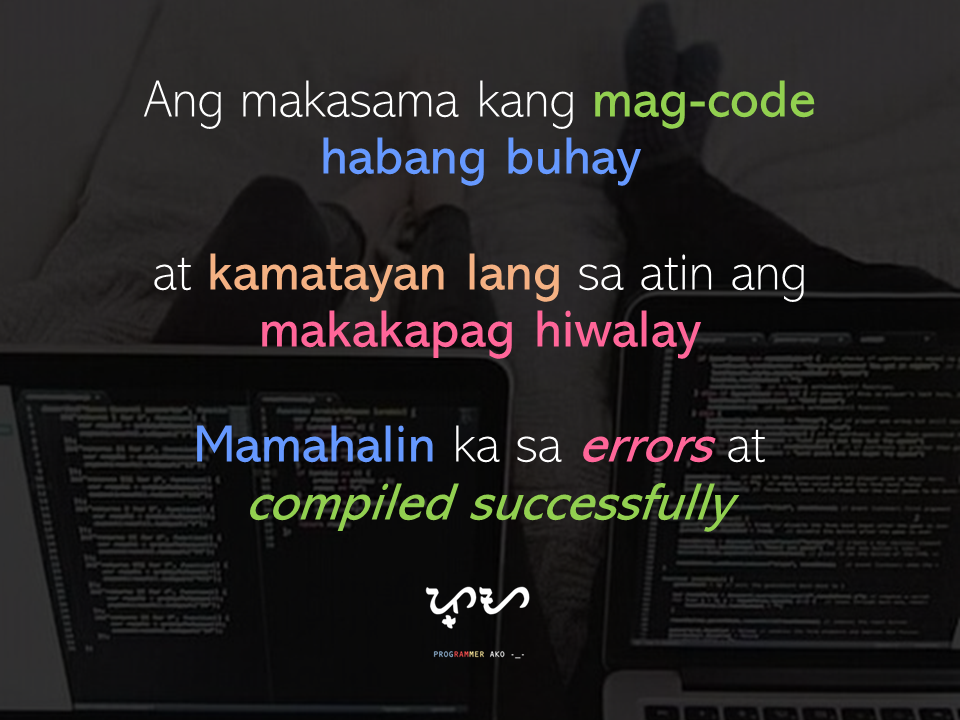 Ang makasama kang mag-code
habang buhay
at kamatayan lang sa atin ang
makakapag hiwalay
Mamahalin ka sa errors at
compiled successfully
PROGRAMMER AKO -_-